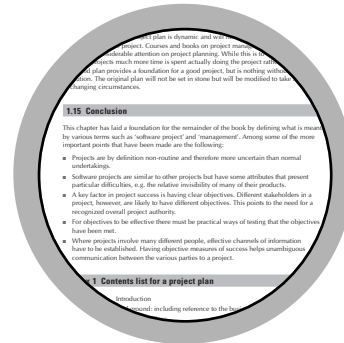 ject plan is dynamic and will
project. Courses and books on project manag
siderable attention on project planning. While this is to
projects much more time is spent actually doing the project rath
d plan provides a foundation for a good project, but is nothing withou
tion. The original plan will not be set in stone but will be modified to take
changing circumstances.
1.15 Conclusion
This chapter has laid a foundation for the remainder of the book by defining what is meant
by various terms such as 'software project' and 'management'. Among some of the more
important points that have been made are the following:
■ Projects are by definition non-routine and therefore more uncertain than normal
undertakings.
■ Software projects are similar to other projects but have some attributes that present
particular difficulties, e.g. the relative invisibility of many of their products.
■ A key factor in project success is having clear objectives. Different stakeholders in a
project, however, are likely to have different objectives. This points to the need for a
recognized overall project authority.
■ For objectives to be effective there must be practical ways of testing that the objectives
have been met.
■ Where projects involve many different people, effective channels of information
have to be established. Having objective measures of success helps unambiguous
communication between the various parties to a project.
1 Contents list for a project plan
Introduction
ground: including reference to the busi